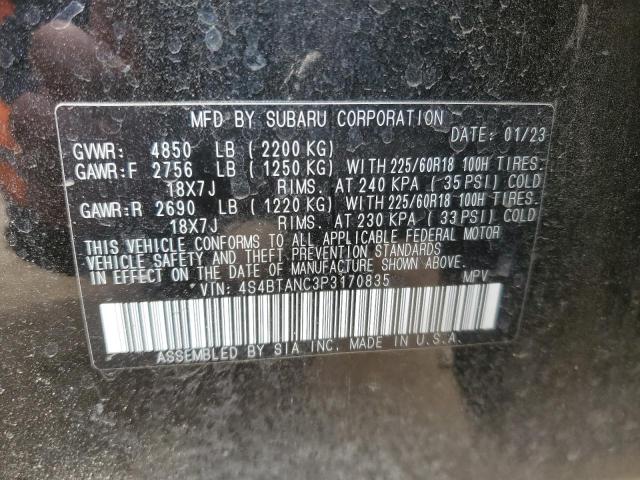 MFD BY SUBARU CORPORATION
DATE: 01/23
GVWR: 4850 LB ( 2200 KG)
GAWR:F 2756 LB ( 1250 KG) WITH 225/60R18 100H TIRES.
18X7J RIMS. AT 240 KPA ( 35 PSI) COLD
GAWR:R 2690 LB ( 1220 KG) WITH 225/60R18 100H TIRES.
18X7J RIMS. AT 230 KPA ( 33 PSI) COLD
THIS VEHICLE CONFORMS TO ALL APPLICABLE FEDERAL MOTOR
VEHICLE SAFETY AND THEFT PREVENTION STANDARDS
IN EFFECT ON THE DATE OF MANUFACTURE SHOWN ABOVE.
VIN: 4S4BTANC3P3170835 MPV
ASSEMBLED BY SIA, INC. MADE IN U.S.A.